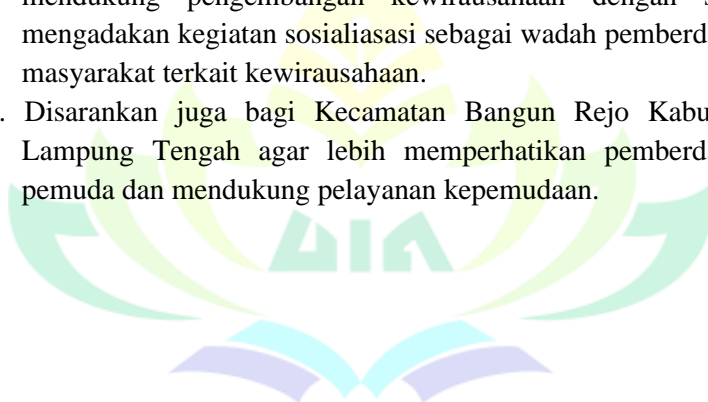 mendukung pengembangan kewirausahaan dengan s
mengadakan kegiatan sosialiasasi sebagai wadah pemberd
masyarakat terkait kewirausahaan.
. Disarankan juga bagi Kecamatan Bangun Rejo Kabu
Lampung Tengah agar lebih memperhatikan pemberd
pemuda dan mendukung pelayanan kepemudaan.
UIN